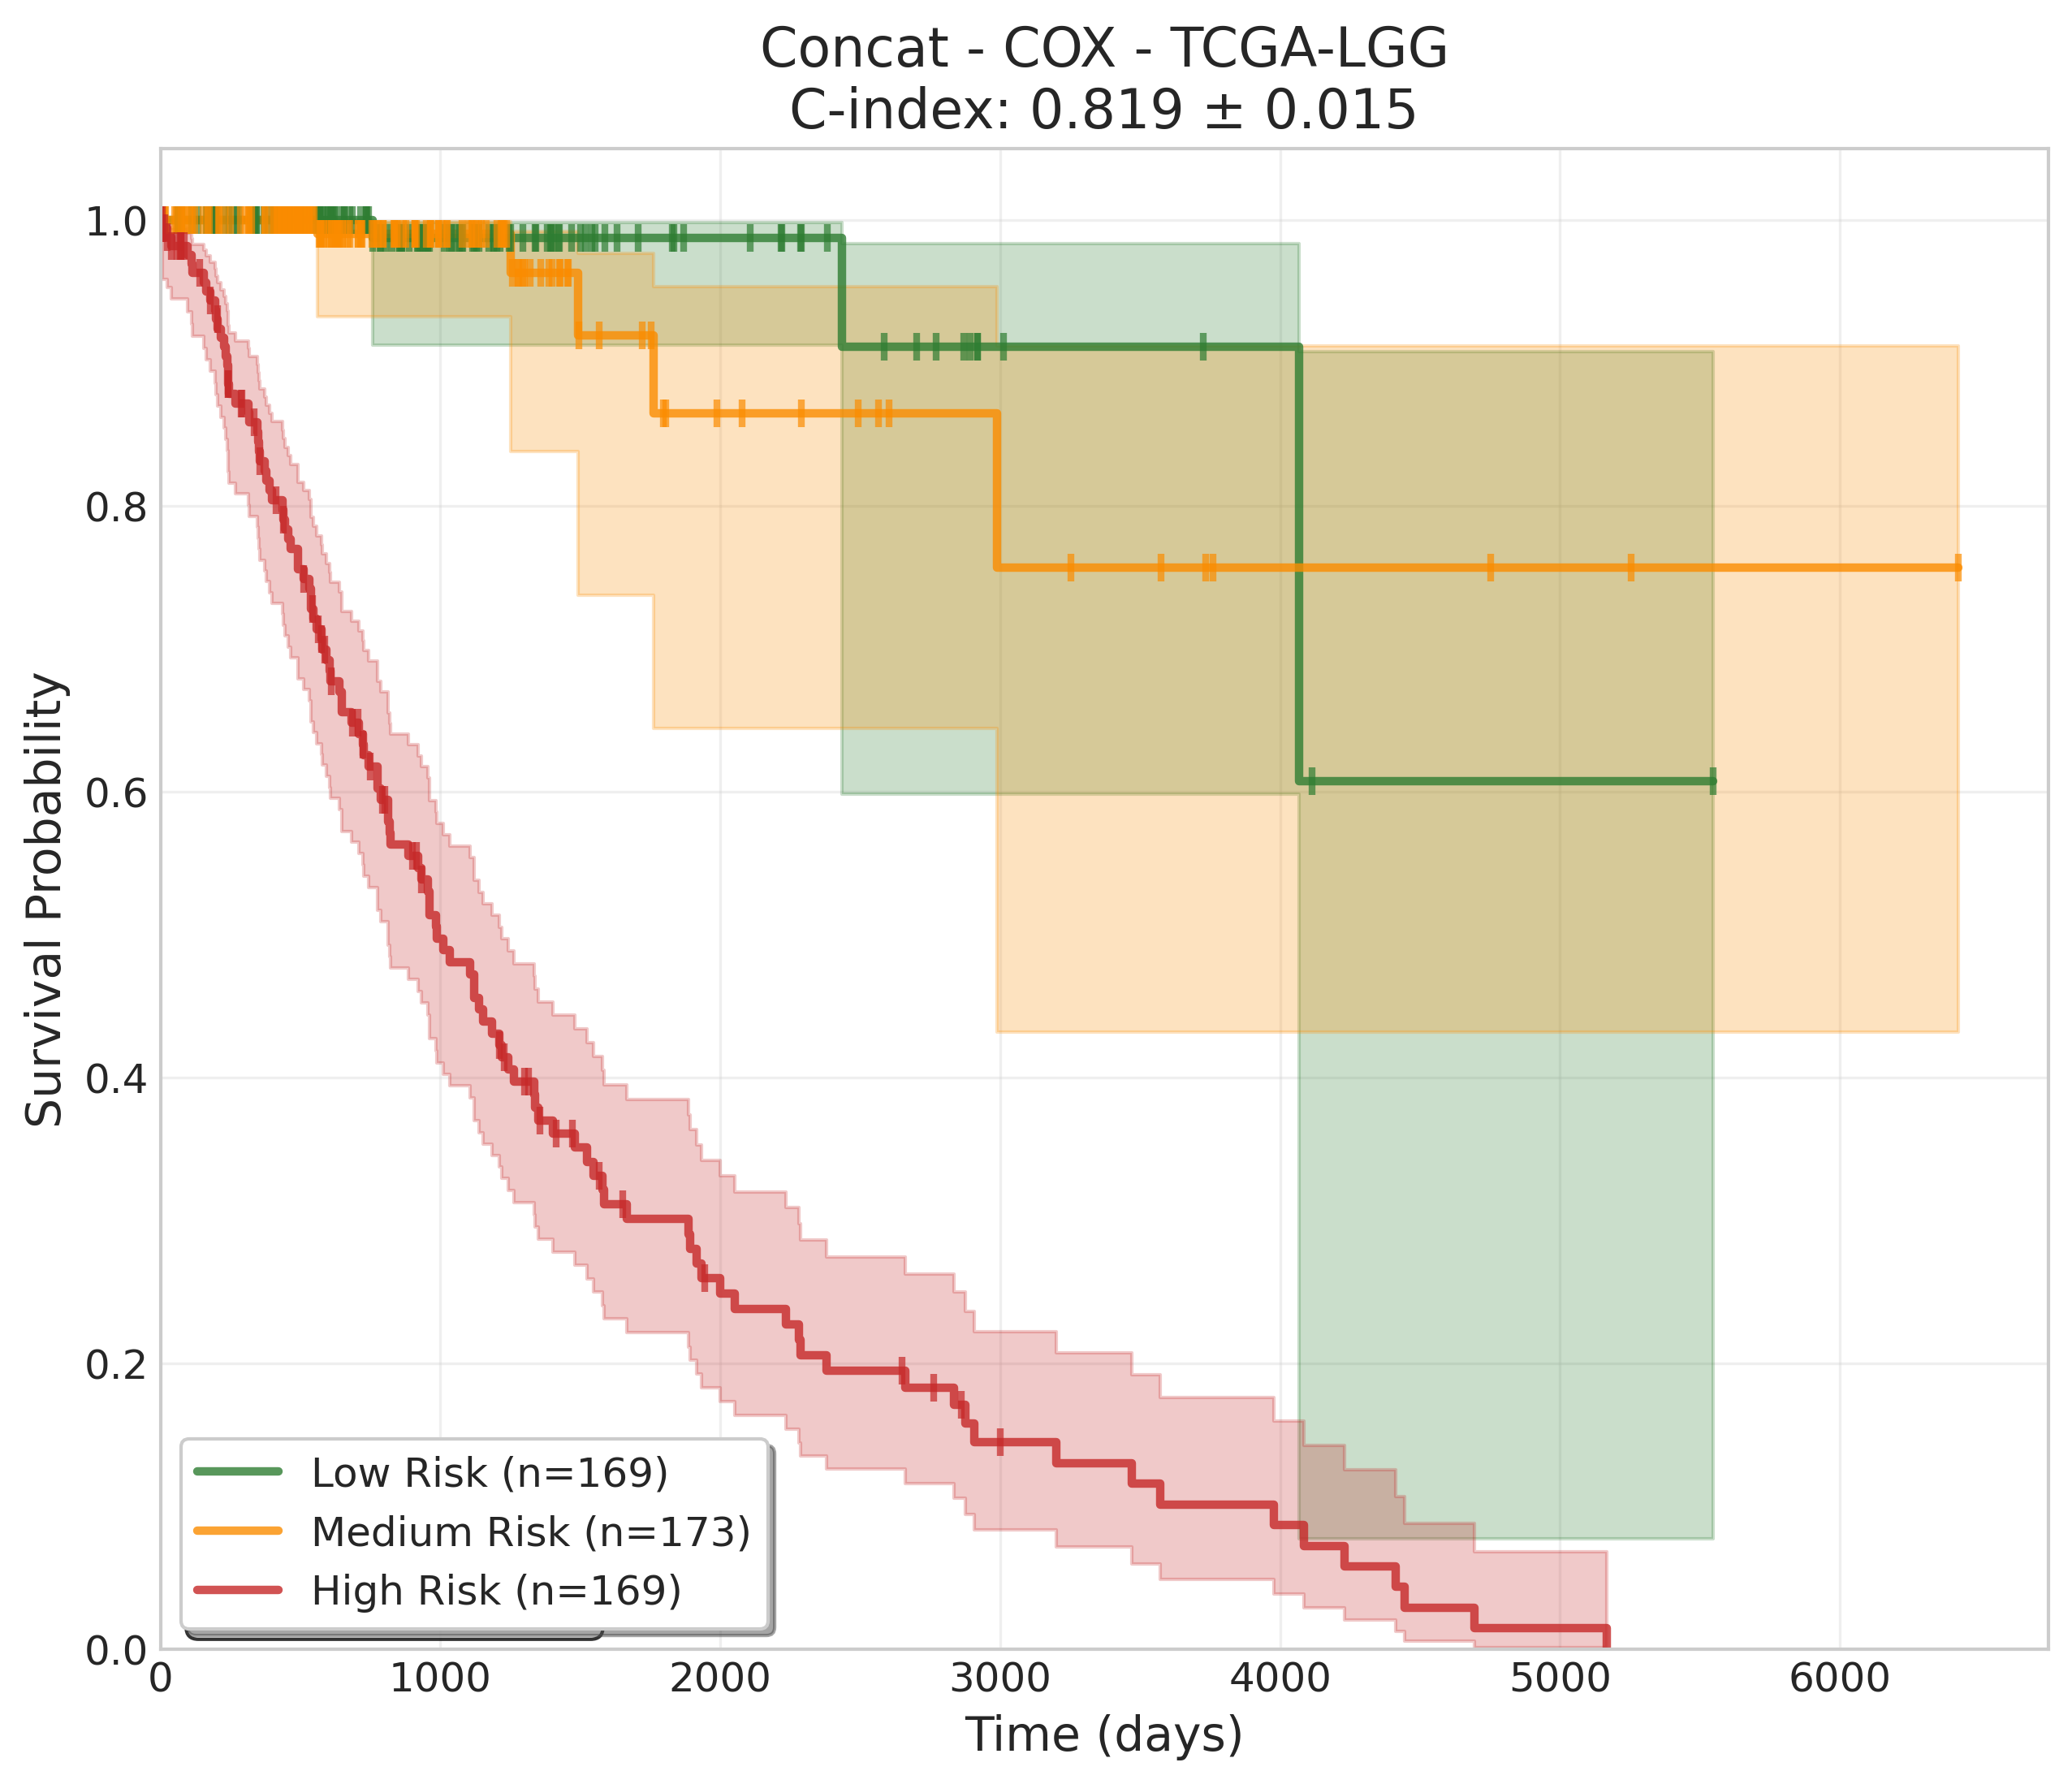 Concat - COX - TCGA-LGG
C-index: 0.819 ± 0.015
Survival Probability
1.0
0.8
0.6
0.4
0.2
0.0
Low Risk (n=169)
Medium Risk (n=173)
High Risk (n=169)
0 1000 2000 3000 4000 5000 6000
Time (days)